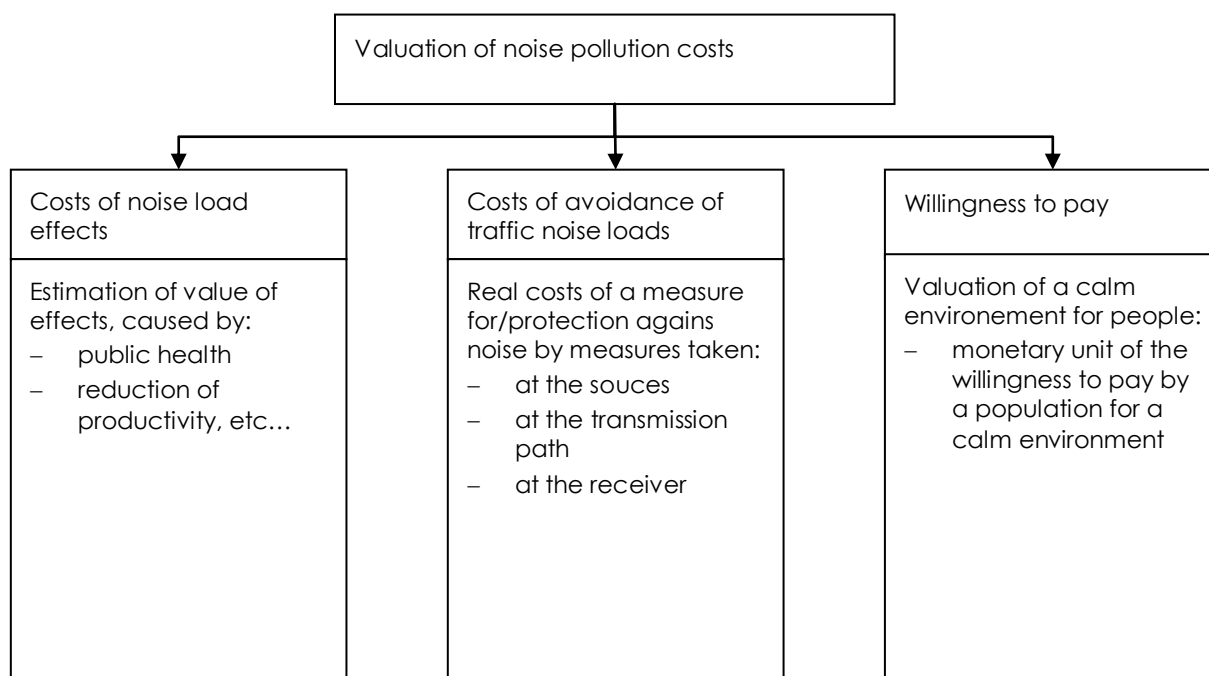 Valuation of noise pollution costs
Costs of noise load
effects
Estimation of value of
effects, caused by:
– public health
– reduction of
productivity, etc…
Costs of avoidance of
traffic noise loads
Real costs of a measure
for/protection agains
noise by measures taken:
– at the souces
– at the transmission
path
– at the receiver
Willingness to pay
Valuation of a calm
environement for people:
– monetary unit of the
willingness to pay by
a population for a
calm environment